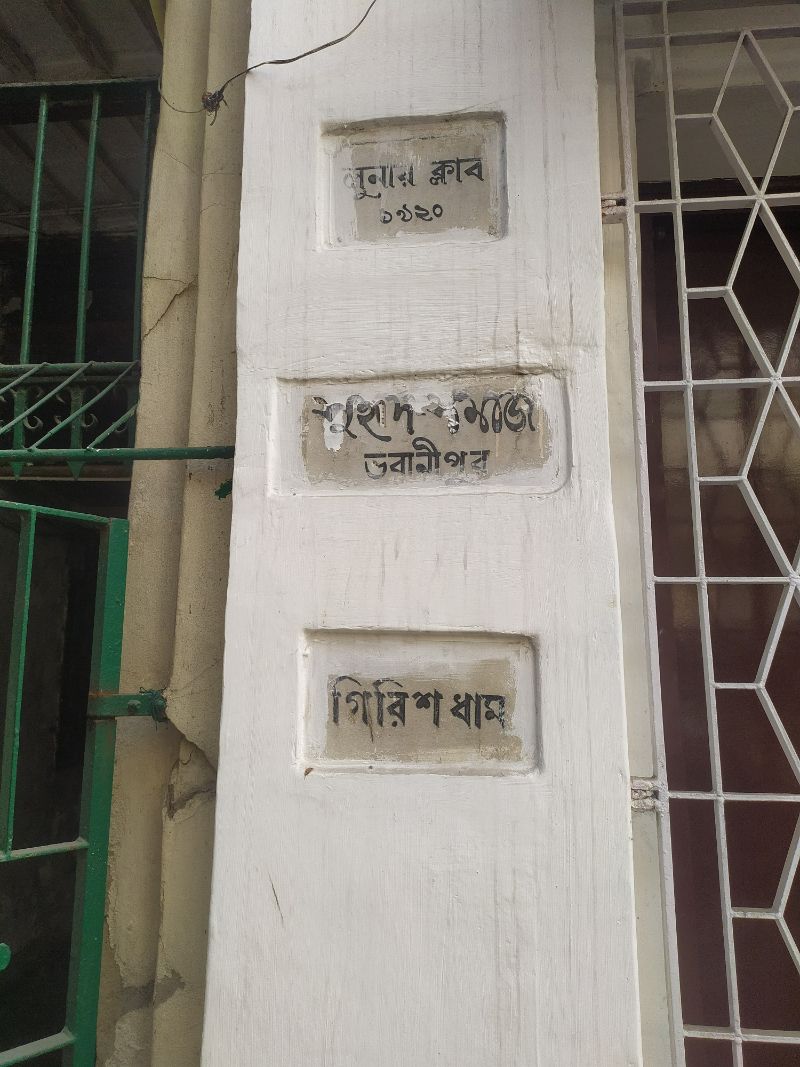 লুনার ক্লাব
১৯২০
সুহৃদ সমাজ
ভবানীপুর
গিরিশ ধাম